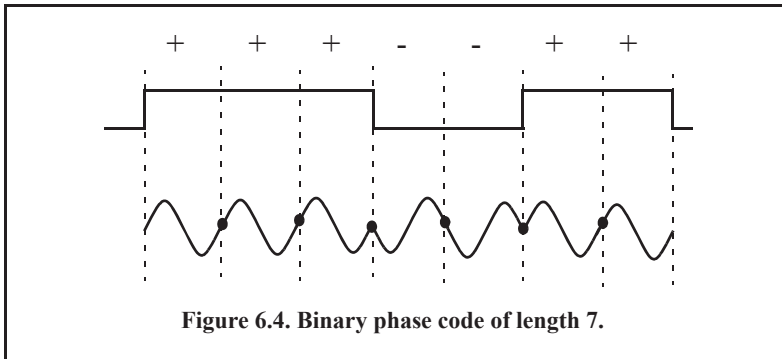 + + + - - + +
Figure 6.4. Binary phase code of length 7.